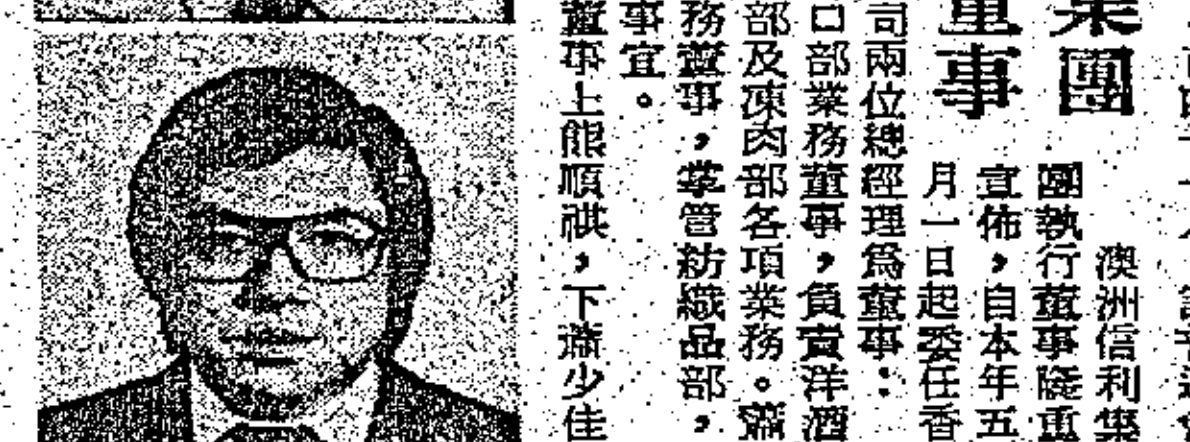 業團
董事
澳洲信利集
團執行董事隆重
宣佈,自本年五
月一日起委任香
司兩位總經理為董事:
口部業務董事,負責洋酒
部及凍肉部各項業務。蕭
務董事,掌管紡織品部,
事宜。
董事上熊順祺,下蕭少佳